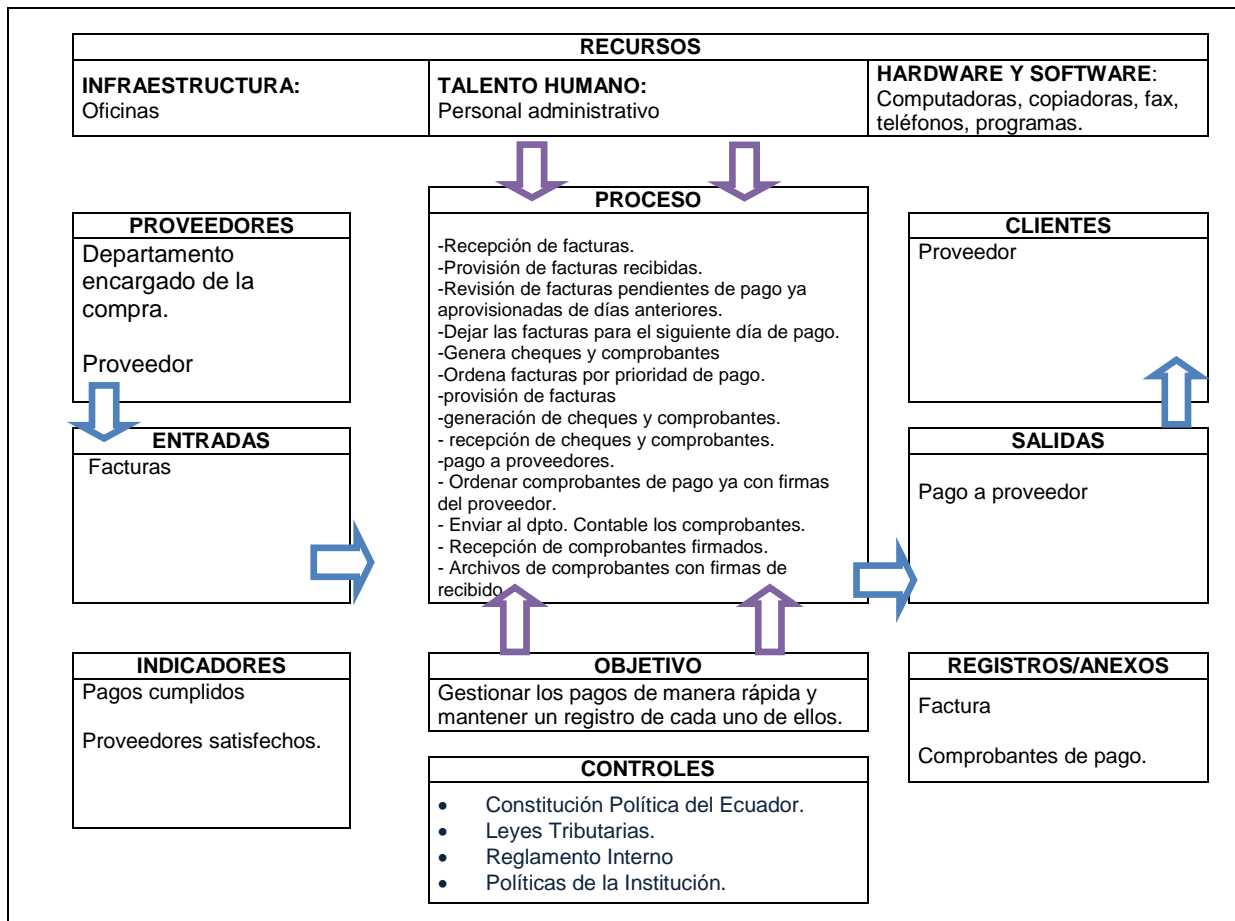 RECURSOS
INFRAESTRUCTURA:
Oficinas
TALENTO HUMANO:
Personal administrativo
HARDWARE Y SOFTWARE:
Computadoras, copiadoras, fax,
teléfonos, programas.
PROVEEDORES
Departamento
encargado de la
compra.
Proveedor
ENTRADAS
Facturas
PROCESO
-Recepción de facturas.
-Provisión de facturas recibidas.
-Revisión de facturas pendientes de pago ya
aprovisionadas de días anteriores.
-Dejar las facturas para el siguiente día de pago.
-Genera cheques y comprobantes
-Ordena facturas por prioridad de pago.
-provisión de facturas
-generación de cheques y comprobantes.
- recepción de cheques y comprobantes.
-pago a proveedores.
- Ordenar comprobantes de pago ya con firmas
del proveedor.
- Enviar al dpto. Contable los comprobantes.
- Recepción de comprobantes firmados.
- Archivos de comprobantes con firmas de
recibido
CLIENTES
Proveedor
SALIDAS
Pago a proveedor
INDICADORES
Pagos cumplidos
Proveedores satisfechos.
OBJETIVO
Gestionar los pagos de manera rápida y
mantener un registro de cada uno de ellos.
REGISTROS/ANEXOS
Factura
Comprobantes de pago.
CONTROLES
• Constitución Política del Ecuador.
• Leyes Tributarias.
• Reglamento Interno
• Políticas de la Institución.